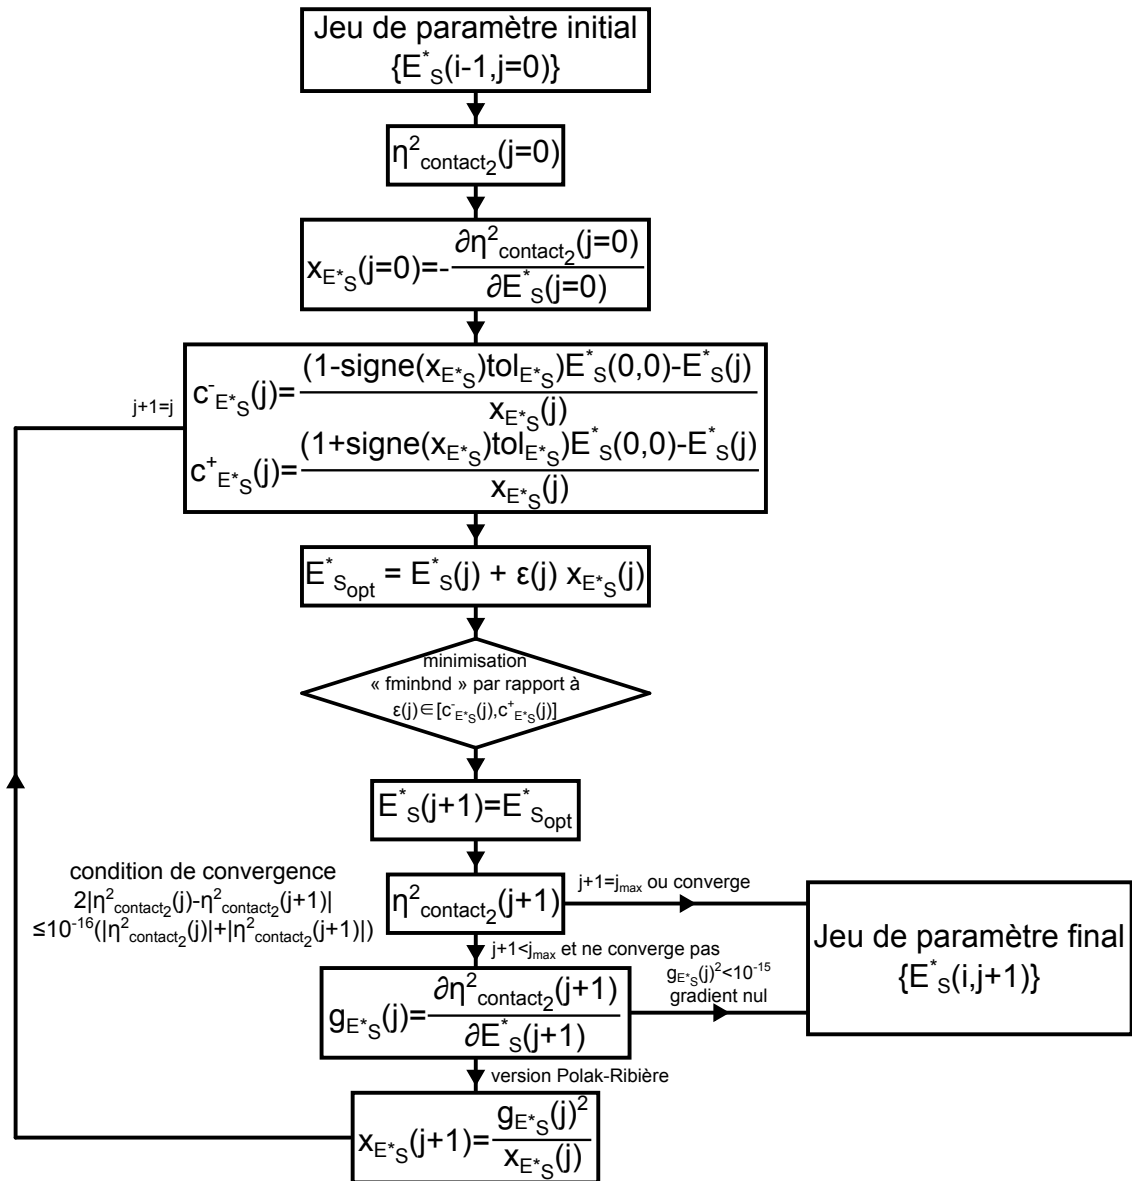 Jeu de paramètre initial
{E*S(i-1,j=0)}
η²contact₂(j=0)
xE*S(j=0)=-∂η²contact₂(j=0)/∂E*S(j=0)
c⁻E*S(j)=(1-signe(xE*S)tolE*S)E*S(0,0)-E*S(j)/xE*S(j)
c⁺E*S(j)=(1+signe(xE*S)tolE*S)E*S(0,0)-E*S(j)/xE*S(j)
j+1=j
E*Sopt = E*S(j) + ε(j) xE*S(j)
minimisation
« fminbnd » par rapport à
ε(j)∈[c⁻E*S(j),c⁺E*S(j)]
E*S(j+1)=E*Sopt
condition de convergence
2|η²contact₂(j)-η²contact₂(j+1)|
≤10⁻¹⁶(|η²contact₂(j)|+|η²contact₂(j+1)|)
η²contact₂(j+1)
j+1=jmax ou converge
j+1<jmax et ne converge pas
gE*S(j)=∂η²contact₂(j+1)/∂E*S(j+1)
gE*S(j)²<10⁻¹⁵
gradient nul
Jeu de paramètre final
{E*S(i,j+1)}
version Polak-Ribière
xE*S(j+1)=gE*S(j)²/xE*S(j)